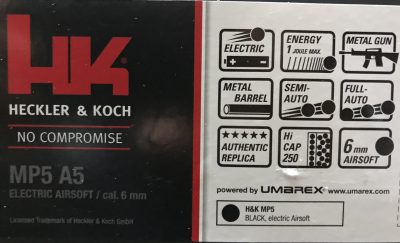 HK
HECKLER & KOCH
NO COMPROMISE
MP5 A5
ELECTRIC AIRSOFT / cal. 6 mm
Licensed Trademark of Heckler & Koch GmbH
ELECTRIC
ENERGY
1 JOULE MAX.
METAL GUN
METAL
BARREL
SEMI-
AUTO
FULL-
AUTO
AUTHENTIC
REPLICA
Hi
CAP
250
6 mm
AIRSOFT
powered by UMAREX® www.umarex.com
H&K MP5
BLACK, electric Airsoft